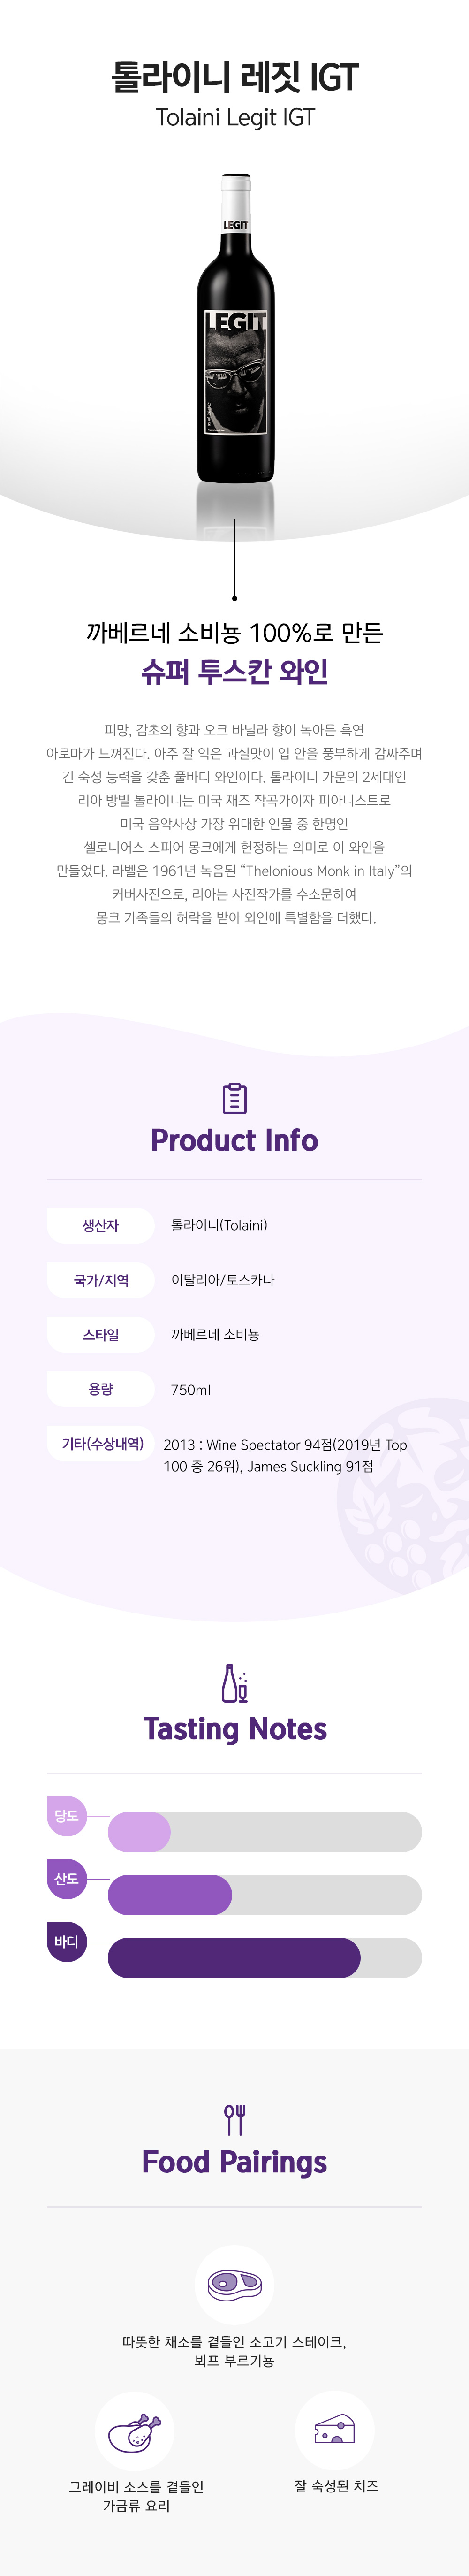 톨라이니 레짓 IGT
Tolaini Legit IGT
LEGIT
LEGIT
까베르네 소비뇽 100%로 만든
슈퍼 투스칸 와인
피망, 감초의 향과 오크 바닐라 향이 녹아든 흑연
아로마가 느껴진다. 아주 잘 익은 과실맛이 입 안을 풍부하게 감싸주며
긴 숙성 능력을 갖춘 풀바디 와인이다. 톨라이니 가문의 2세대인
리아 방빌 톨라이니는 미국 재즈 작곡가이자 피아니스트로
미국 음악사상 가장 위대한 인물 중 한명인
셀로니어스 스피어 몽크에게 헌정하는 의미로 이 와인을
만들었다. 라벨은 1961년 녹음된 “Thelonious Monk in Italy”의
커버사진으로, 리아는 사진작가를 수소문하여
몽크 가족들의 허락을 받아 와인에 특별함을 더했다.
Product Info
생산자 톨라이니(Tolaini)
국가/지역 이탈리아/토스카나
스타일 까베르네 소비뇽
용량 750ml
기타(수상내역) 2013 : Wine Spectator 94점(2019년 Top
100 중 26위), James Suckling 91점
Tasting Notes
당도
산도
바디
Food Pairings
따뜻한 채소를 곁들인 소고기 스테이크,
뵈프 부르기뇽
그레이비 소스를 곁들인
가금류 요리
잘 숙성된 치즈